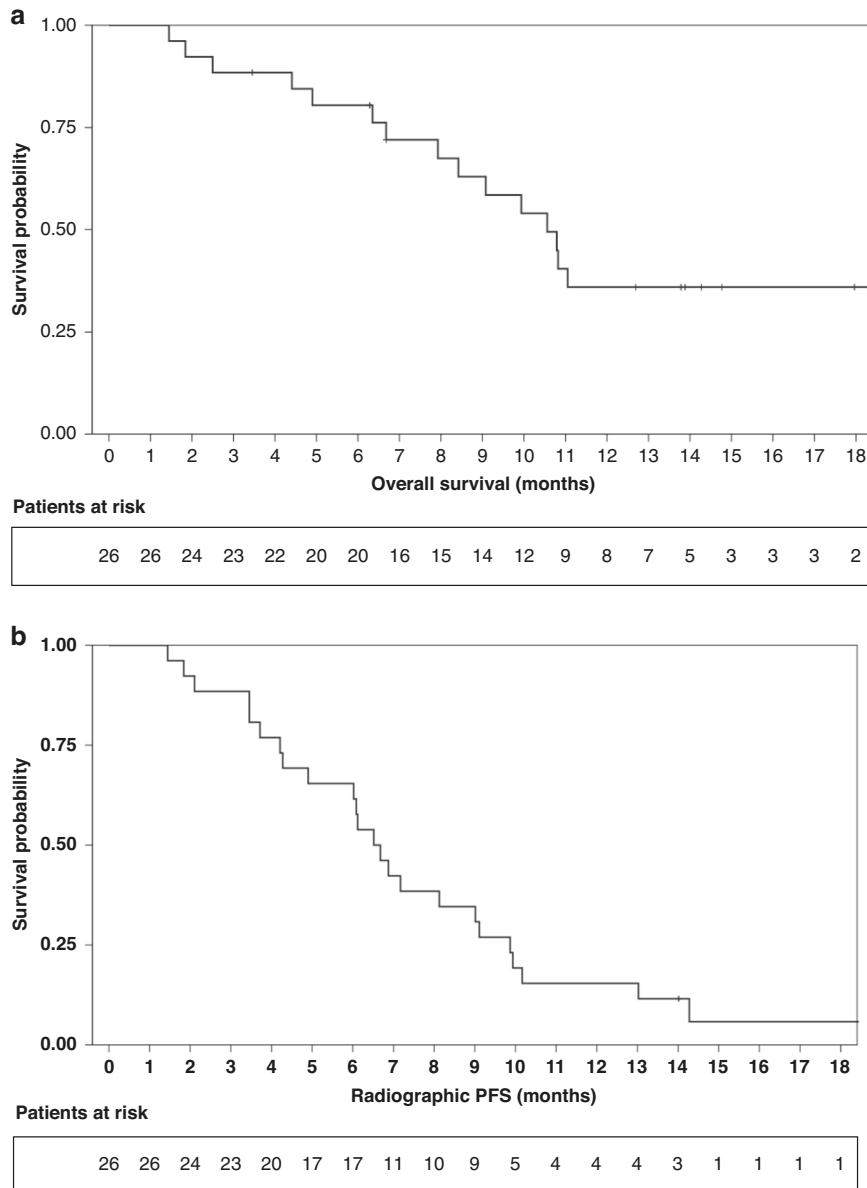 a
1.00
0.75
0.50
0.25
0.00
Survival probability
0 1 2 3 4 5 6 7 8 9 10 11 12 13 14 15 16 17 18
Overall survival (months)
Patients at risk
26 26 24 23 22 20 20 16 15 14 12 9 8 7 5 3 3 3 2
b
1.00
0.75
0.50
0.25
0.00
Survival probability
0 1 2 3 4 5 6 7 8 9 10 11 12 13 14 15 16 17 18
Radiographic PFS (months)
Patients at risk
26 26 24 23 20 17 17 11 10 9 5 4 4 4 3 1 1 1 1